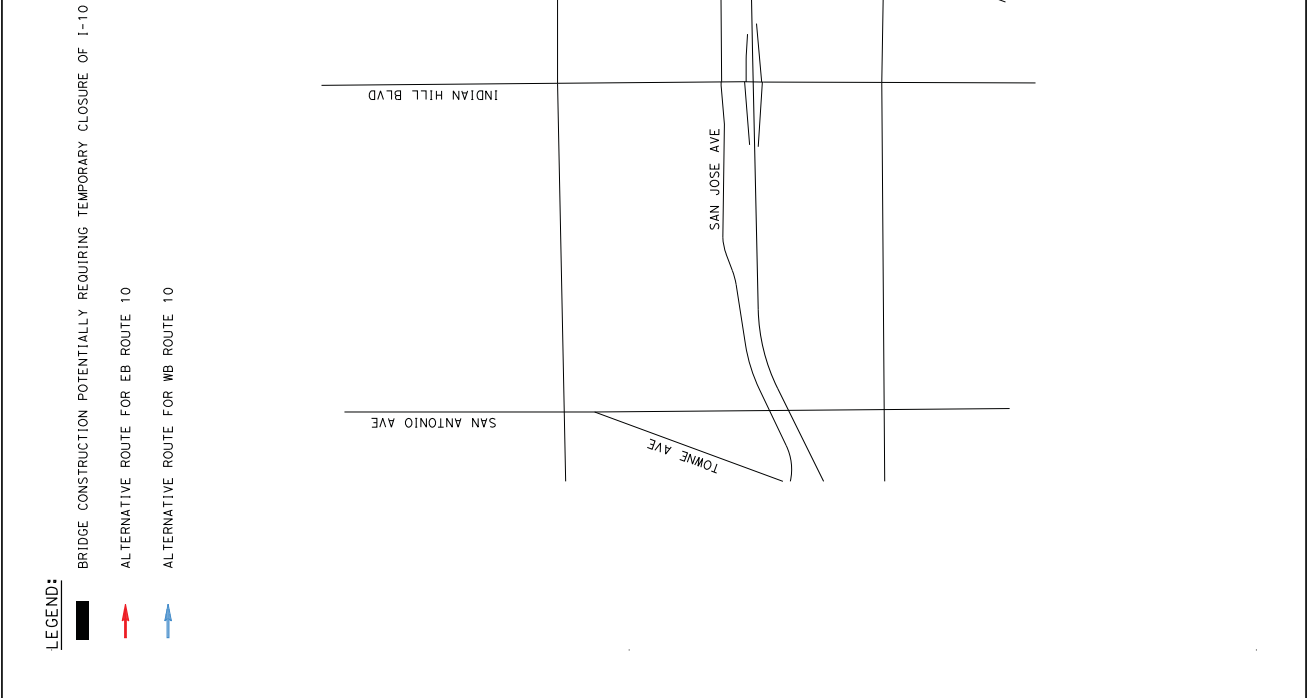 LEGEND:
BRIDGE CONSTRUCTION POTENTIALLY REQUIRING TEMPORARY CLOSURE OF I-10
ALTERNATIVE ROUTE FOR EB ROUTE 10
ALTERNATIVE ROUTE FOR WB ROUTE 10
INDIAN HILL BLVD
SAN JOSE AVE
SAN ANTONIO AVE
TOWNE AVE